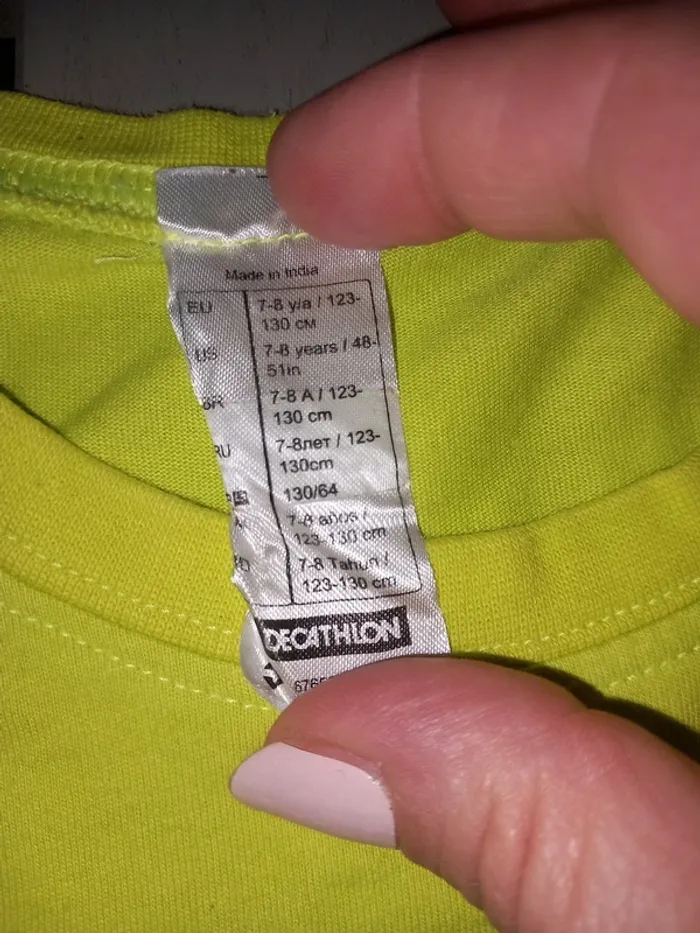 Made in India
EU 7-8 y/a / 123-
130 см
US 7-8 years / 48-
51in
BR 7-8 A / 123-
130 cm
RU 7-8лет / 123-
130cm
130/64
7-8 años /
123-130 cm
7-8 Tahun /
123-130 cm
DECATHLON